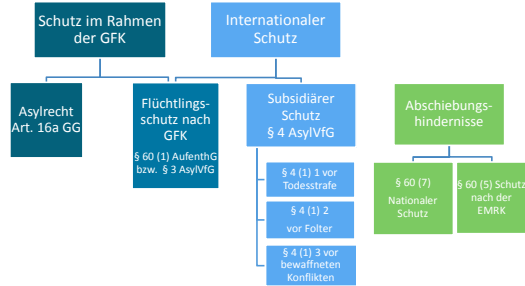 Schutz im Rahmen
der GFK
Internationaler
Schutz
Asylrecht
Art. 16a GG
Flüchtlings-
schutz nach
GFK
§ 60 (1) AufenthG
bzw. § 3 AsylVfG
Subsidiärer
Schutz
§ 4 AsylVfG
§ 4 (1) 1 vor
Todesstrafe
§ 4 (1) 2
vor Folter
§ 4 (1) 3 vor
bewaffneten
Konflikten
Abschiebungs-
hindernisse
§ 60 (7)
Nationaler
Schutz
§ 60 (5) Schutz
nach der
EMRK